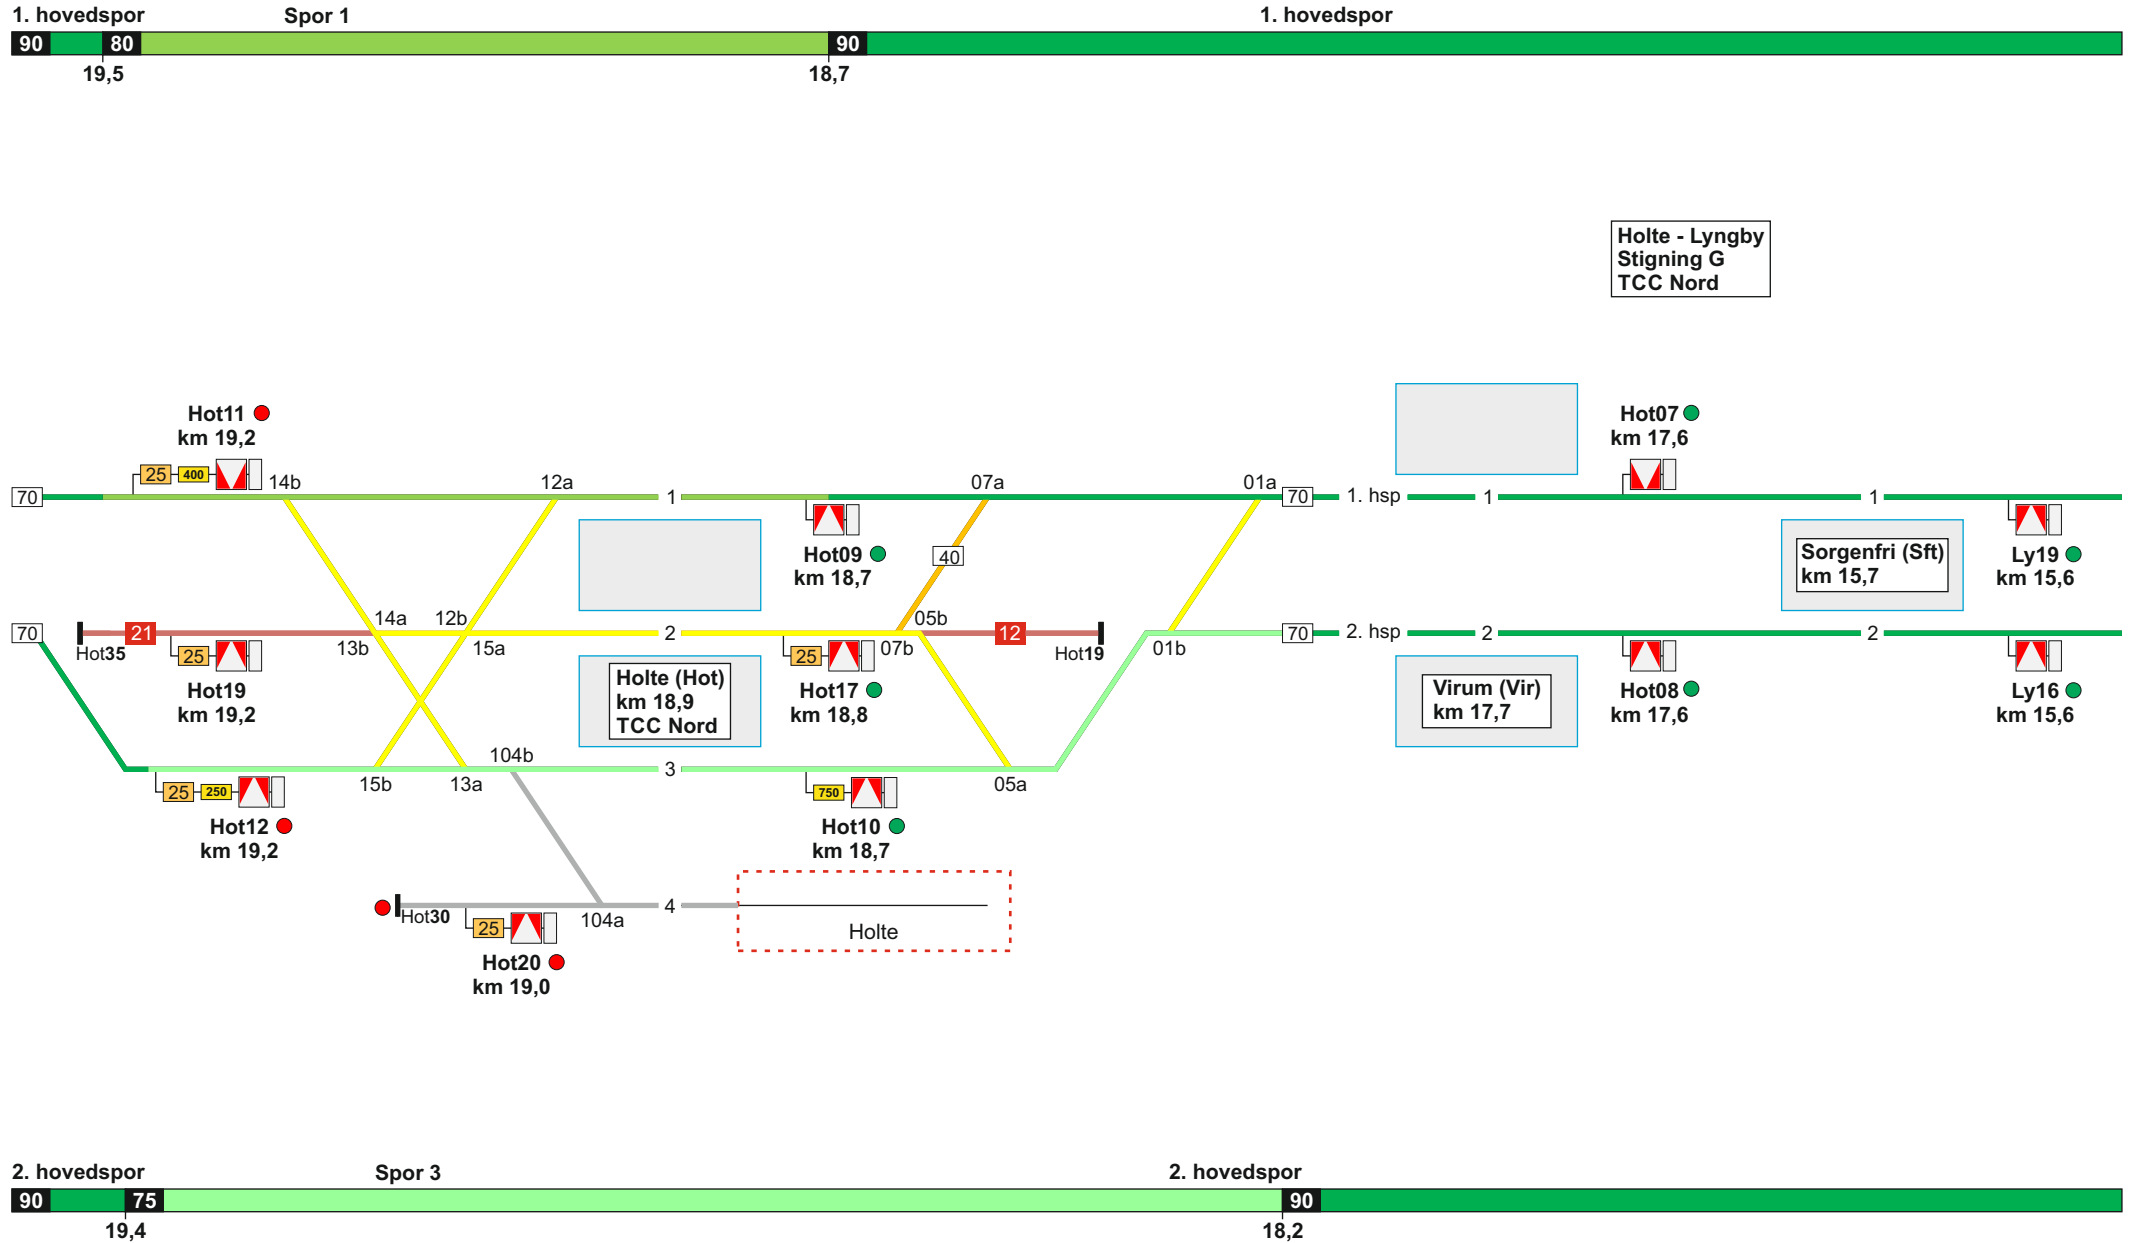 1. hovedspor Spor 1 1. hovedspor
90 80 90
19,5 18,7
Holte - Lyngby
Stigning G
TCC Nord
Hot11 Hot07
km 19,2 km 17,6
25 400 14b 12a 07a 01a
70 1 70 1. hsp 1 1
Hot09 40 Sorgenfri (Sft) Ly19
km 18,7 km 15,7 km 15,6
14a 12b 05b
70 21 2 12 70 2. hsp 2 2
Hot35 13b 15a 07b Hot19 01b
25 25
Hot19 Holte (Hot) Hot17 Virum (Vir) Hot08 Ly16
km 19,2 km 18,9 km 18,8 km 17,7 km 17,6 km 15,6
TCC Nord
104b
3
15b 13a 05a
25 250 750
Hot12 Hot10
km 19,2 km 18,7
Hot30 4
104a
25 Holte
Hot20
km 19,0
2. hovedspor Spor 3 2. hovedspor
90 75 90
19,4 18,2